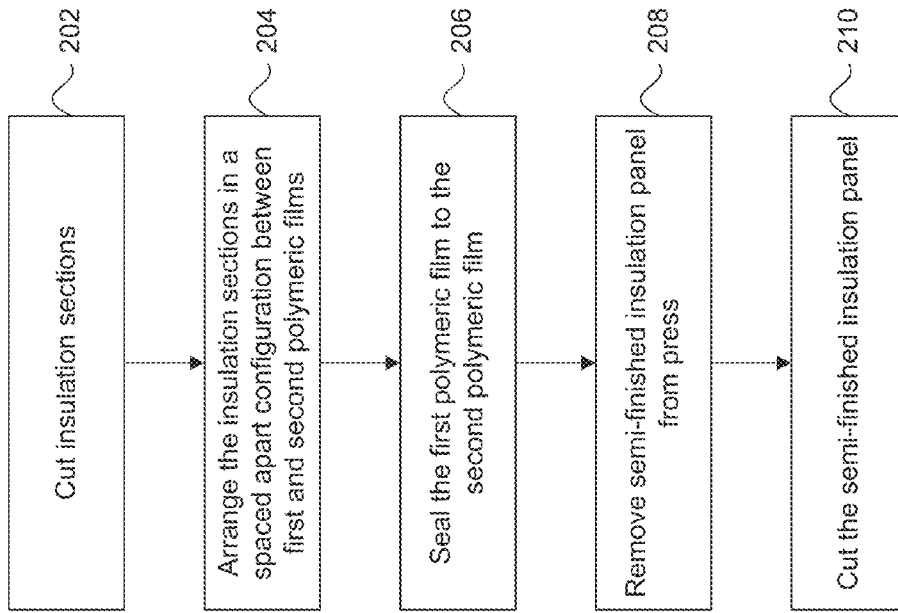 Cut insulation sections
202
Arrange the insulation sections in a
spaced apart configuration between
first and second polymeric films
204
Seal the first polymeric film to the
second polymeric film
206
Remove semi-finished insulation panel
from press
208
Cut the semi-finished insulation panel
210